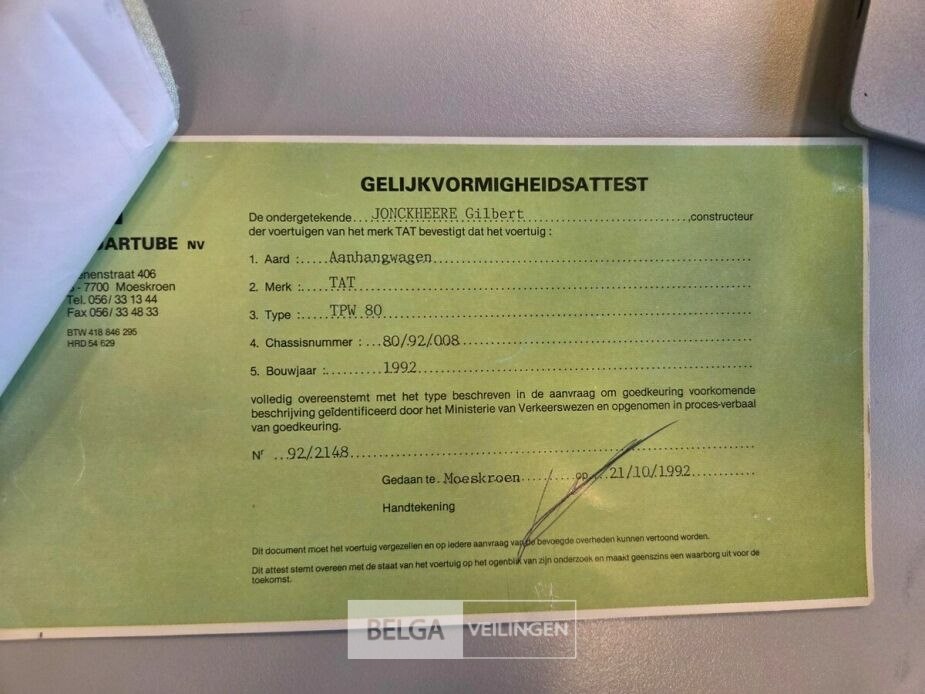 GELIJKVORMIGHEIDSATTEST
De ondergetekende...JONCKHEERE Gilbert......,constructeur
der voertuigen van het merk TAT bevestigt dat het voertuig :
1. Aard :.....Aanhangwagen
2. Merk :.....TAT
3. Type :.....TPW 80
4. Chassisnummer :...80/92/008
5. Bouwjaar :.........1992
volledig overeenstemt met het type beschreven in de aanvraag om goedkeuring voorkomende
beschrijving geïdentificeerd door het Ministerie van Verkeerswezen en opgenomen in proces-verbaal
van goedkeuring.
Nr ...92/2148
Gedaan te.Moeskroen......op...21/10/1992
Handtekening
Dit document moet het voertuig vergezellen en op iedere aanvraag van de bevoegde overheden kunnen vertoond worden.
Dit attest stemt overeen met de staat van het voertuig op het ogenblik van zijn onderzoek en maakt geenszins een waarborg uit voor de
toekomst.
ARTUBE NV
enenstraat 406
- 7700 Moeskroen
Tel. 056/ 33 13 44
Fax 056/ 33 48 33
BTW 418 846 295
HRD 54 629
BELGA VEILINGEN